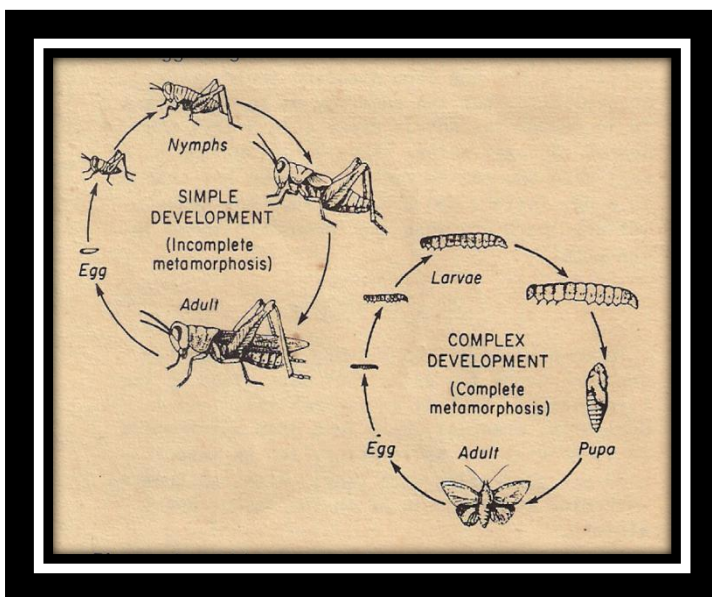 Nymphs
SIMPLE
DEVELOPMENT
(Incomplete
metamorphosis)
Egg
Adult
Larvae
COMPLEX
DEVELOPMENT
(Complete
metamorphosis)
Egg
Adult
Pupa